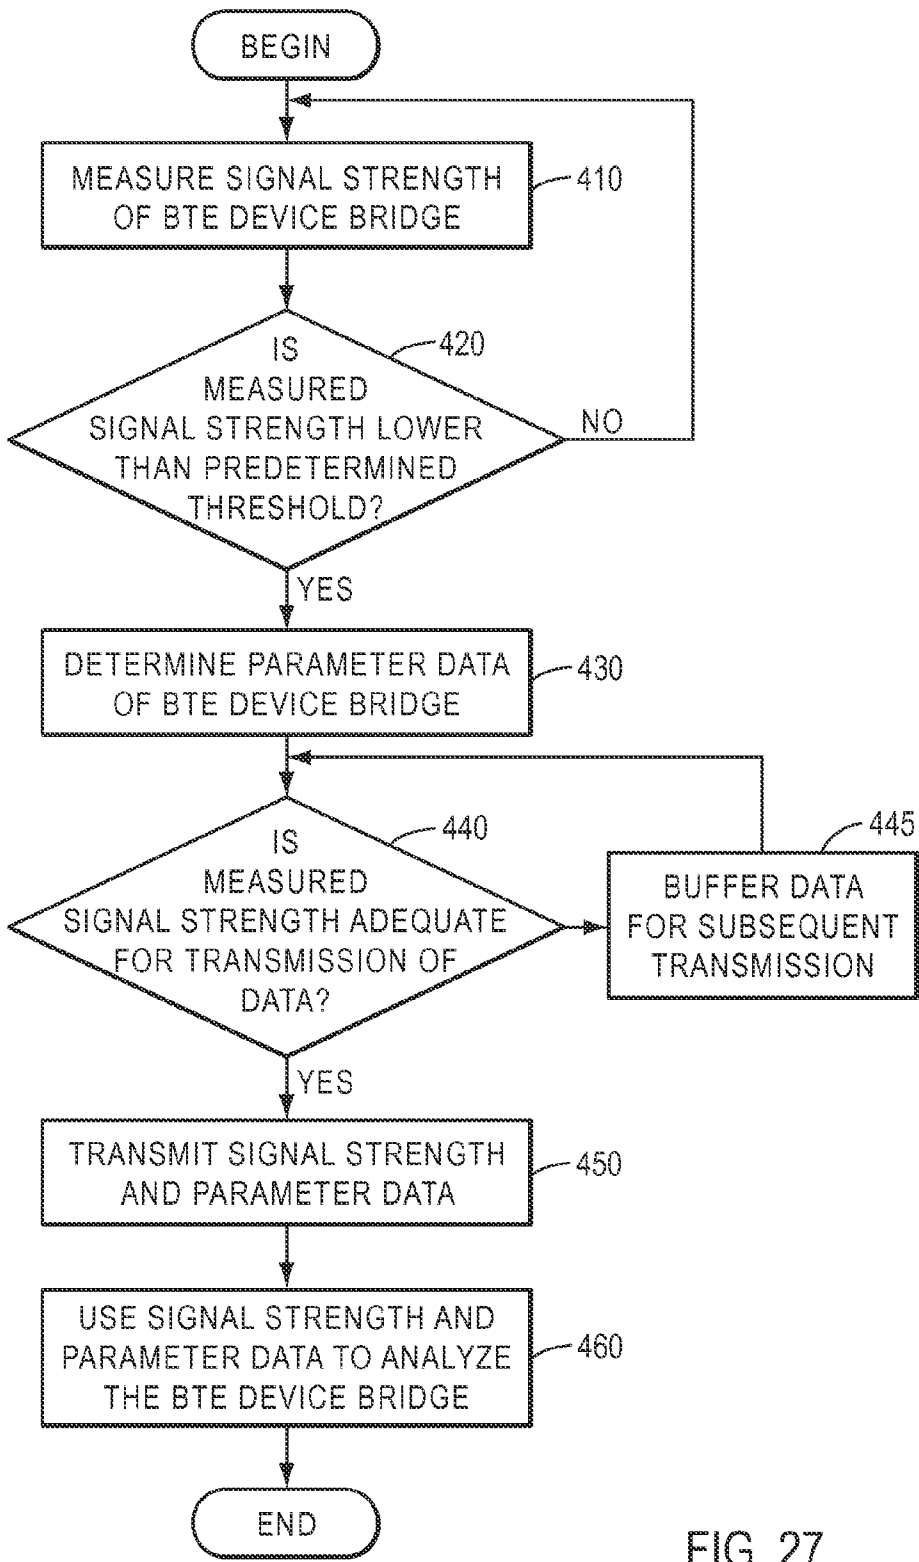 BEGIN
MEASURE SIGNAL STRENGTH
OF BTE DEVICE BRIDGE
410
IS
MEASURED
SIGNAL STRENGTH LOWER
THAN PREDETERMINED
THRESHOLD?
420
NO
YES
DETERMINE PARAMETER DATA
OF BTE DEVICE BRIDGE
430
IS
MEASURED
SIGNAL STRENGTH ADEQUATE
FOR TRANSMISSION OF
DATA?
440
445
BUFFER DATA
FOR SUBSEQUENT
TRANSMISSION
YES
TRANSMIT SIGNAL STRENGTH
AND PARAMETER DATA
450
USE SIGNAL STRENGTH AND
PARAMETER DATA TO ANALYZE
THE BTE DEVICE BRIDGE
460
END
FIG. 27